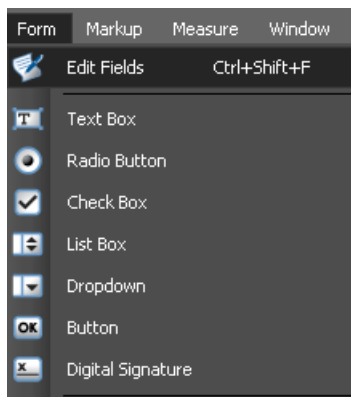 Form Markup Measure Window
Edit Fields Ctrl+Shift+F
T Text Box
Radio Button
Check Box
List Box
Dropdown
OK Button
x Digital Signature